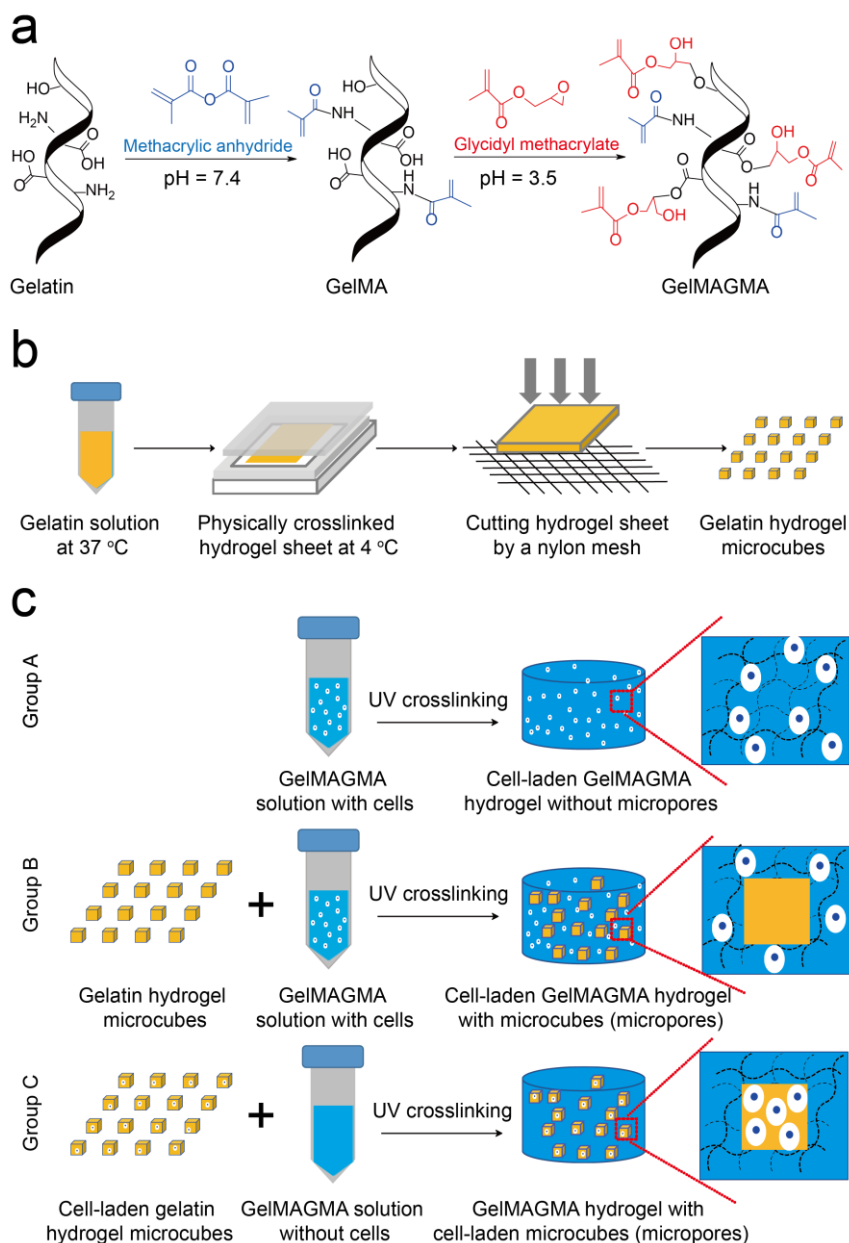 a
HO
H₂N
O
OH
HO
O
NH₂
Gelatin
O O
O
Methacrylic anhydride
pH = 7.4
HO
O
NH
O
OH
HO
O
H
N
O
GelMA
O
O
O
Glycidyl methacrylate
pH = 3.5
OH
O
O
O
O
NH
O
O
OH
O
O
O
O
O
OH
O
O
H
N
O
GelMAGMA
b
Gelatin solution
at 37 °C
Physically crosslinked
hydrogel sheet at 4 °C
Cutting hydrogel sheet
by a nylon mesh
Gelatin hydrogel
microcubes
c
Group A
UV crosslinking
GelMAGMA
solution with cells
Cell-laden GelMAGMA
hydrogel without micropores
Group B
+
UV crosslinking
Gelatin hydrogel
microcubes
GelMAGMA
solution with cells
Cell-laden GelMAGMA hydrogel
with microcubes (micropores)
Group C
+
UV crosslinking
Cell-laden gelatin
hydrogel microcubes
GelMAGMA solution
without cells
GelMAGMA hydrogel with
cell-laden microcubes (micropores)